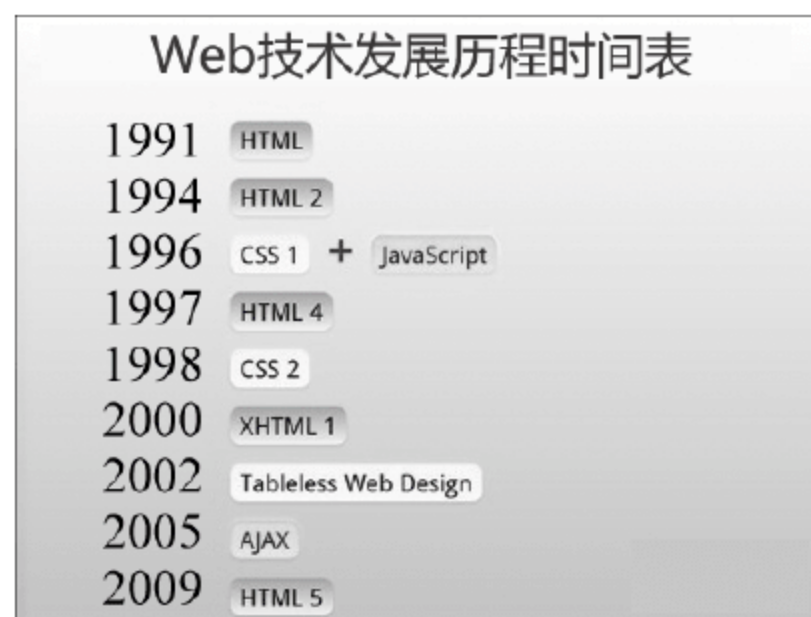 Web技术发展历程时间表
1991 HTML
1994 HTML 2
1996 CSS 1 + JavaScript
1997 HTML 4
1998 CSS 2
2000 XHTML 1
2002 Tableless Web Design
2005 AJAX
2009 HTML 5